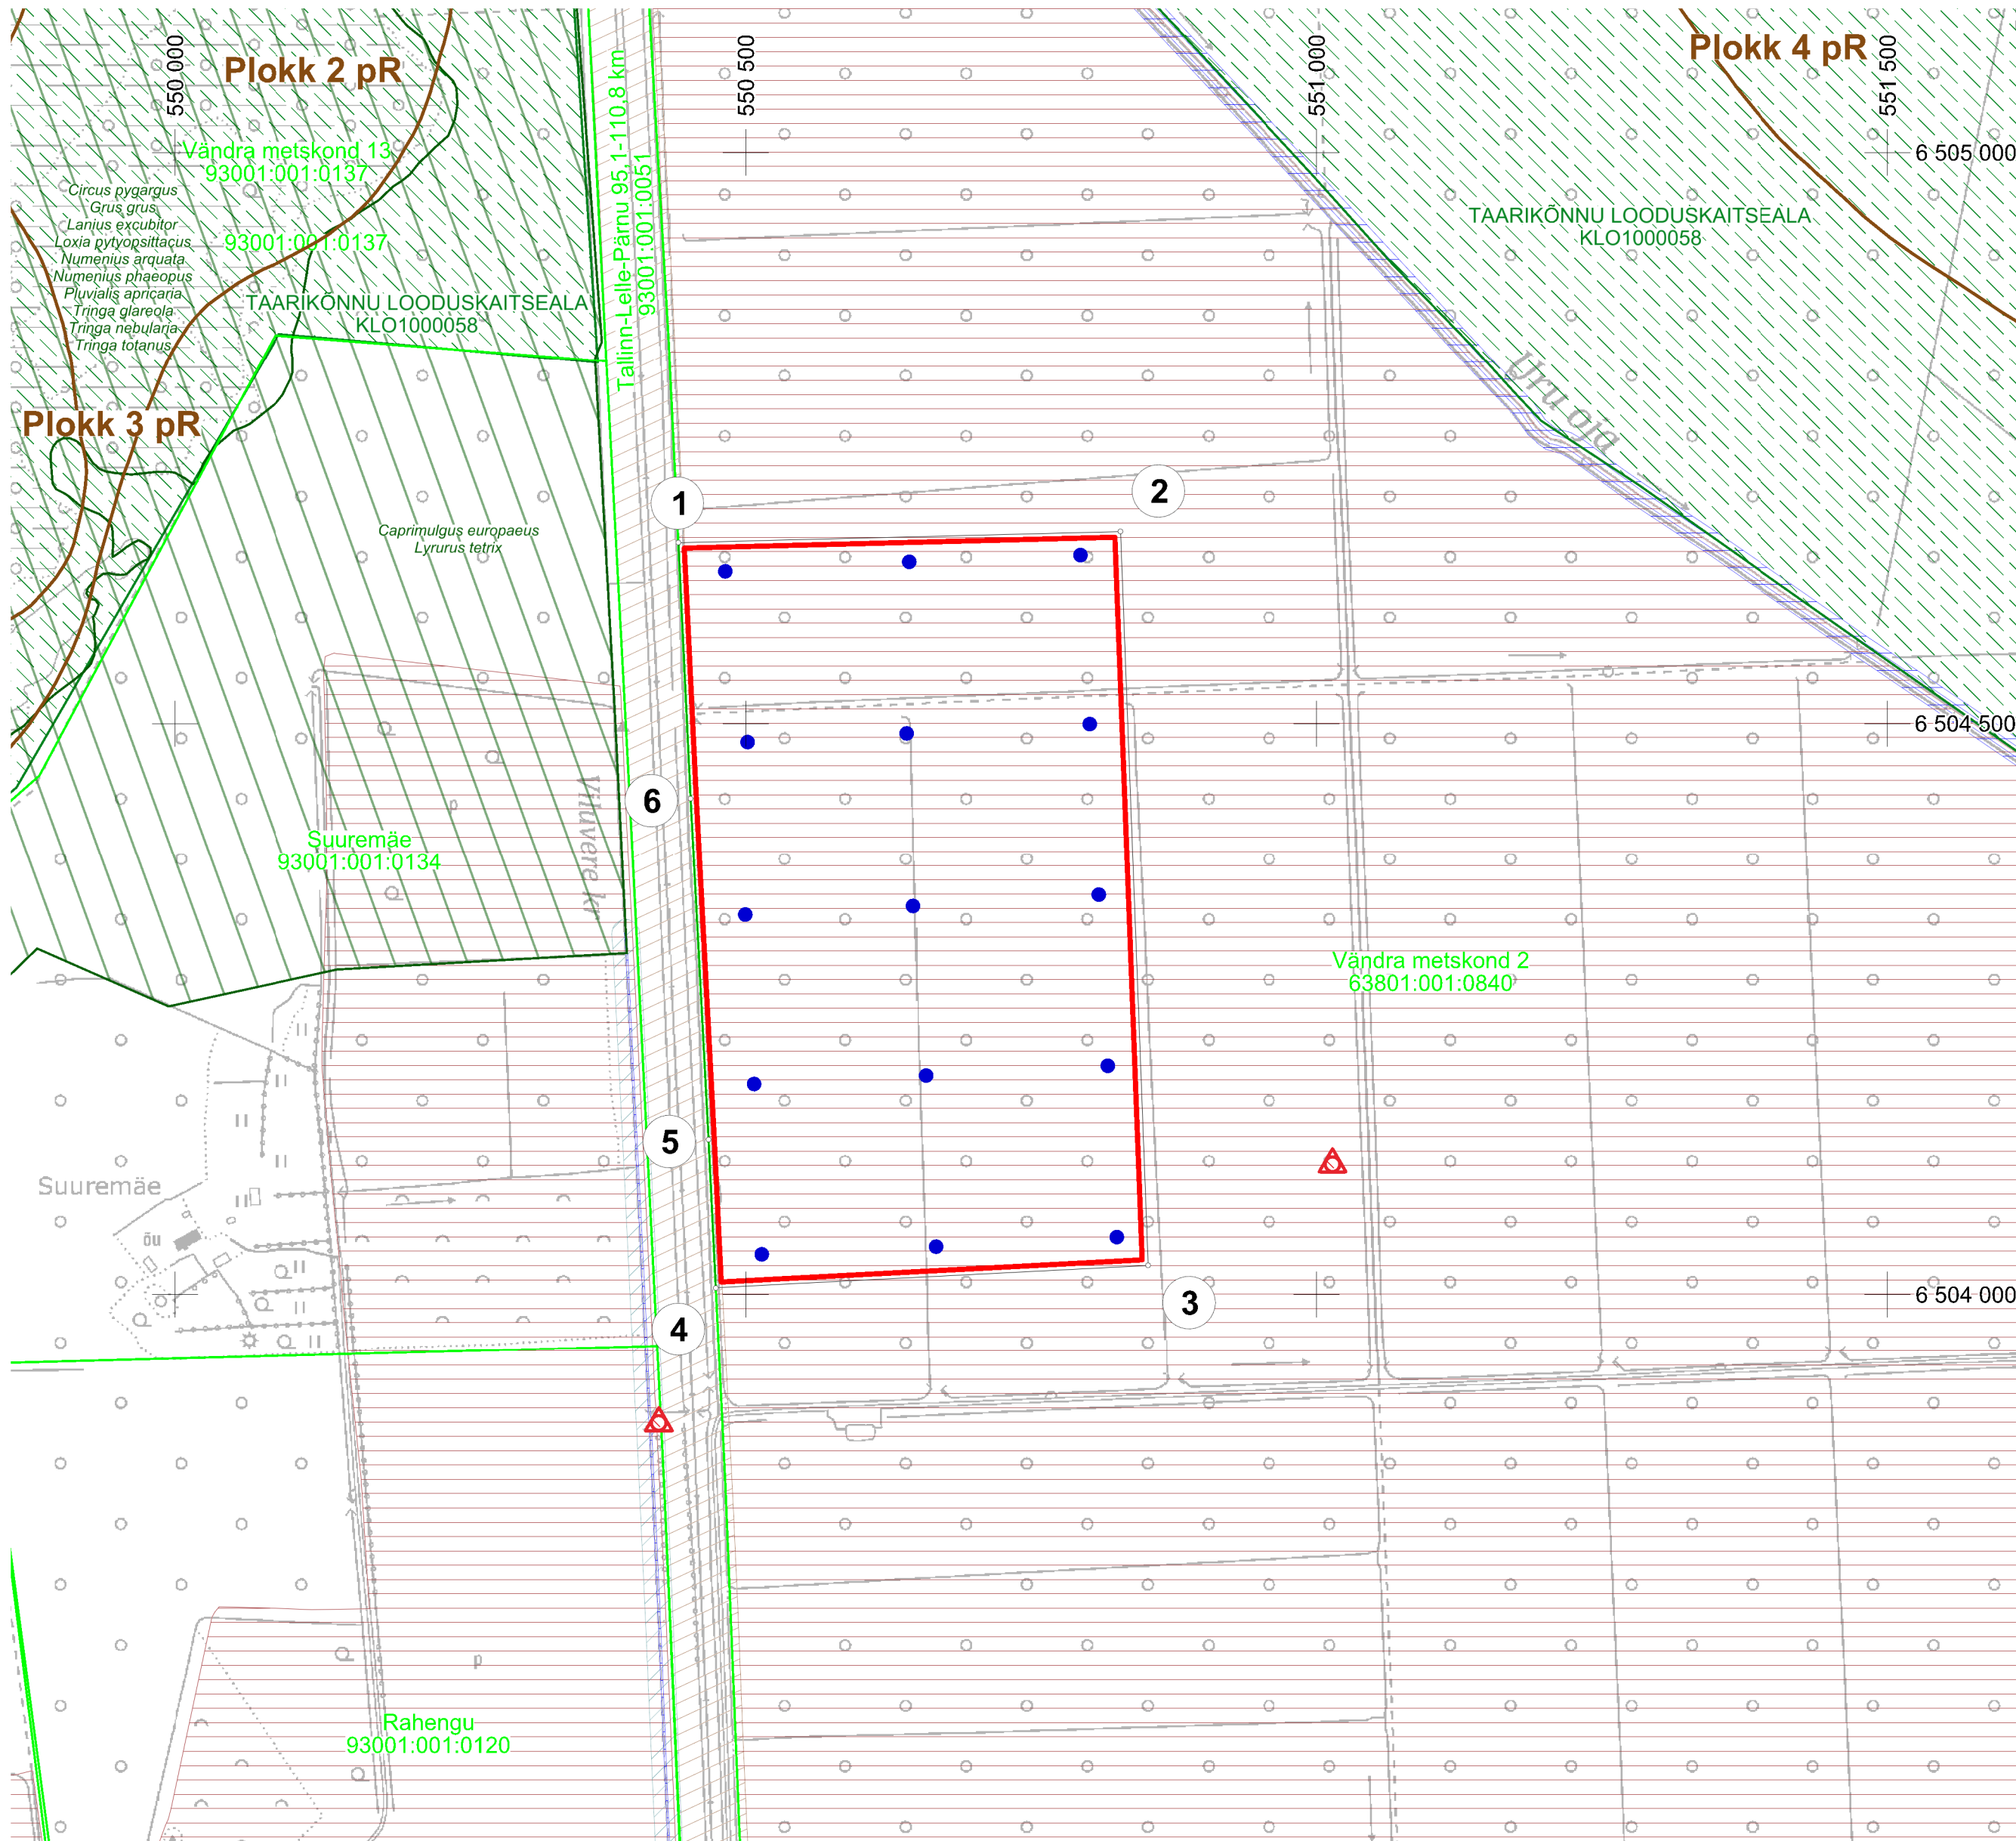 Plokk 2 pR
Plokk 4 pR
550 000
550 500
551 000
551 500
6 505 000
Tallinn-Lelle-Pärnu 95,1-110,8 km
93001:001:0051
Vändra metskond 13
93001:001:0137
Circus pygargus
Grus grus
Lanius excubitor
Loxia pytyopsittacus
Numenius arquata
Numenius phaeopus
Pluvialis apricaria
Tringa glareola
Tringa nebularia
Tringa totanus
93001:001:0137
TAARIKÕNNU LOODUSKAITSEALA
KLO1000058
TAARIKÕNNU LOODUSKAITSEALA
KLO1000058
Plokk 3 pR
Uru oja
1
2
Caprimulgus europaeus
Lyrurus tetrix
6 504 500
6
Viluvere kr
Suuremäe
93001:001:0134
Vändra metskond 2
63801:001:0840
5
Suuremäe
õu
3
6 504 000
4
Rahengu
93001:001:0120